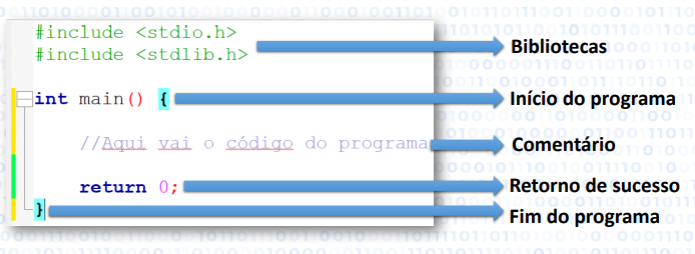 #include <stdio.h>
#include <stdlib.h>
Bibliotecas
int main() {
Início do programa
//Aqui vai o código do programa
Comentário
return 0;
Retorno de sucesso
}
Fim do programa